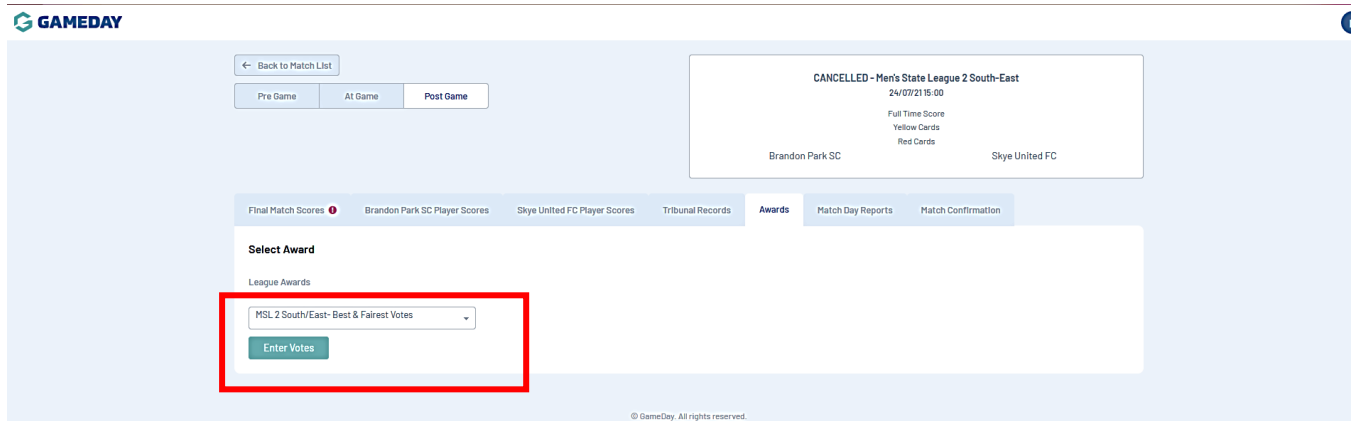 GAMEDAY
← Back to Match List
Pre Game At Game Post Game
CANCELLED - Men's State League 2 South-East
24/07/21 15:00
Full Time Score
Yellow Cards
Red Cards
Brandon Park SC Skye United FC
Final Match Scores Brandon Park SC Player Scores Skye United FC Player Scores Tribunal Records Awards Match Day Reports Match Confirmation
Select Award
League Awards
MSL 2 South/East- Best & Fairest Votes
Enter Votes
© GameDay. All rights reserved.